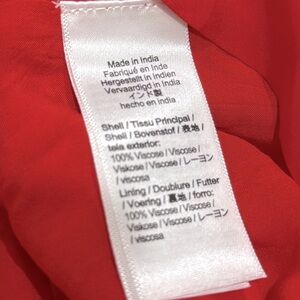 Made in India
Fabriqué en Inde
Hergestellt in indien
Vervaardigd in India
インド製
hecho en india
Shell / Tissu Principal /
Shell / Bovenstof / 表地 /
tela exterior:
100% Viscose / Viscose /
Viskose / Viscose / レーヨン
/ viscosa
Lining / Doublure / Futter
/ Voering / 裏地 / forro:
100% Viscose / Viscose /
Viskose / Viscose / レーヨン
/ viscosa